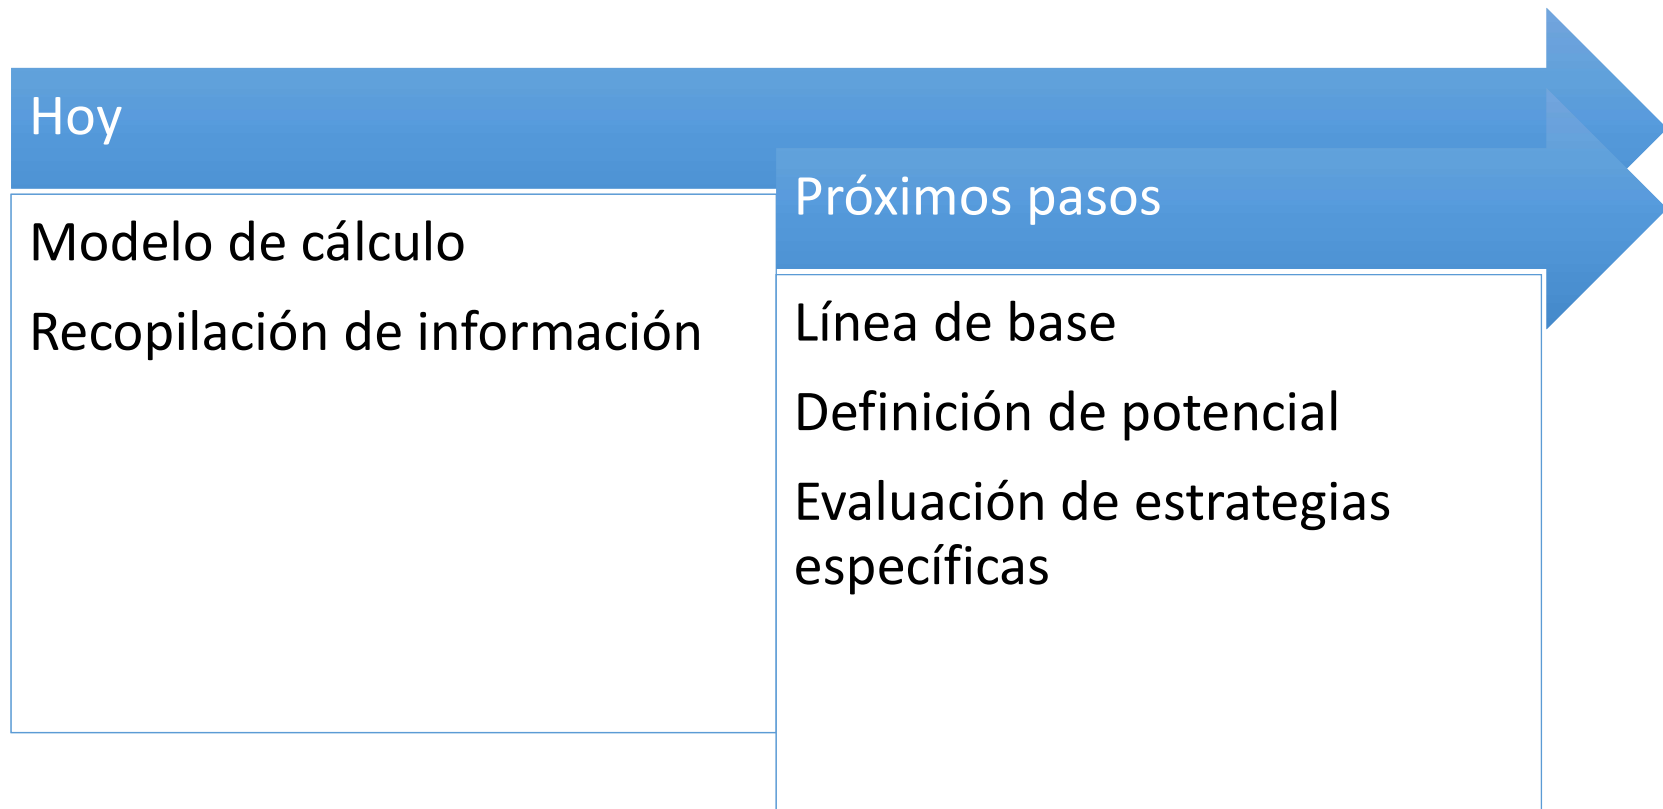 Hoy
Modelo de cálculo
Recopilación de información
Próximos pasos
Línea de base
Definición de potencial
Evaluación de estrategias
específicas